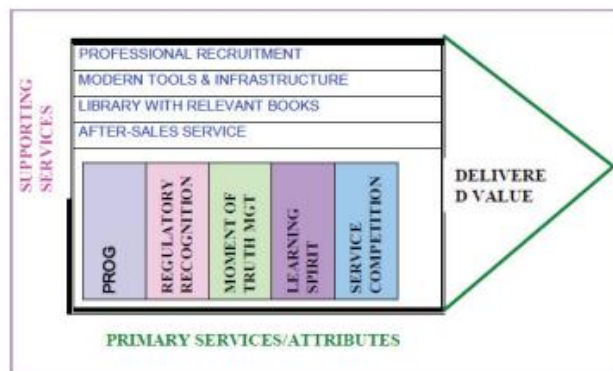 PROFESSIONAL RECRUITMENT
MODERN TOOLS & INFRASTRUCTURE
LIBRARY WITH RELEVANT BOOKS
AFTER-SALES SERVICE
SUPPORTING
SERVICES
PROG
REGULATORY
RECOGNITION
MOMENT OF
TRUTH MGT
LEARNING
SPIRIT
SERVICE
COMPETITION
DELIVERE
D VALUE
PRIMARY SERVICES/ATTRIBUTES